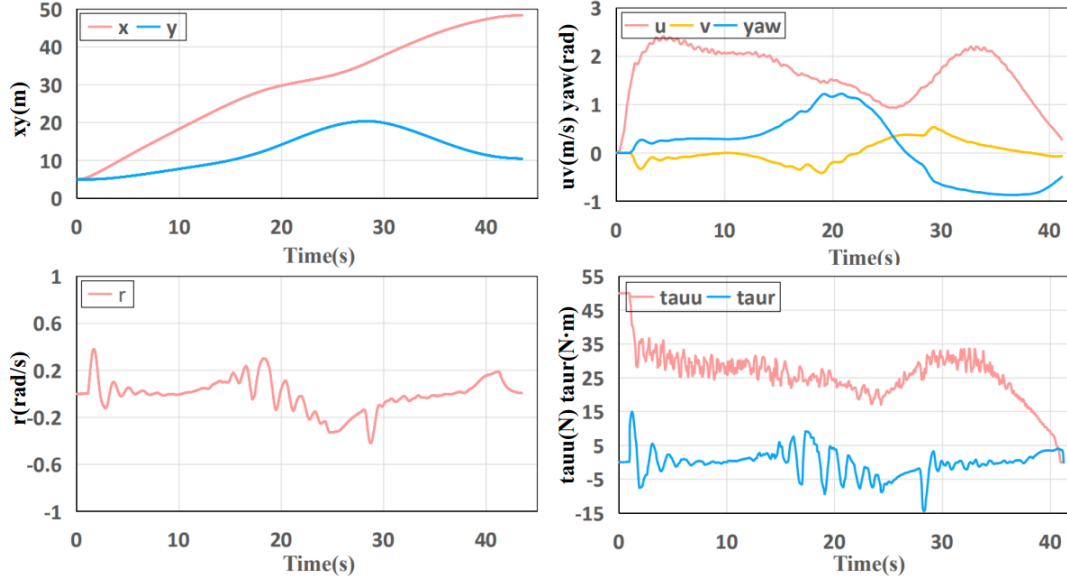 xy(m)
x y
50
40
30
20
10
0
0 10 20 30 40
Time(s)
uv(m/s) yaw(rad)
u v yaw
3
2
1
0
-1
0 10 20 30 40
Time(s)
r(rad/s)
r
1
0.6
0.2
-0.2
-0.6
-1
0 10 20 30 40
Time(s)
tauu(N) taur(N·m)
tauu taur
55
45
35
25
15
5
-5
-15
0 10 20 30 40
Time(s)